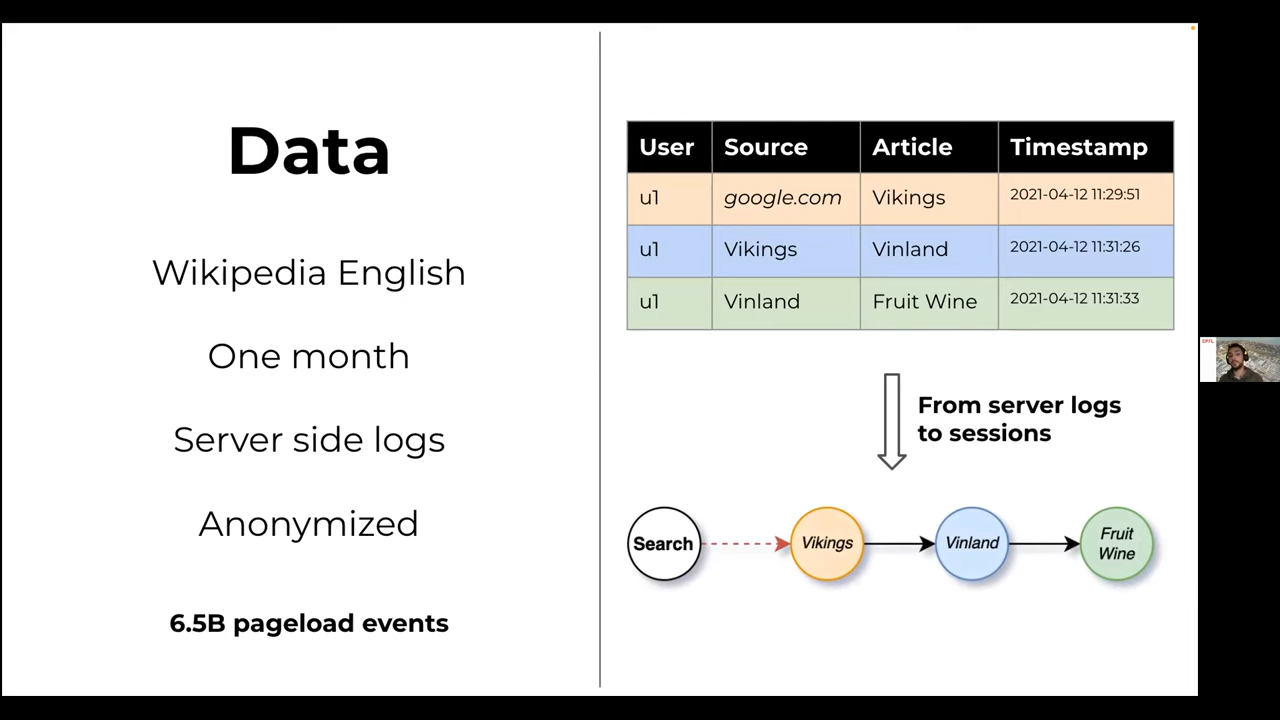 Data
Wikipedia English
One month
Server side logs
Anonymized
6.5B pageload events
User Source Article Timestamp
u1 google.com Vikings 2021-04-12 11:29:51
u1 Vikings Vinland 2021-04-12 11:31:26
u1 Vinland Fruit Wine 2021-04-12 11:31:33
From server logs
to sessions
Search Vikings Vinland Fruit
Wine
EPFL